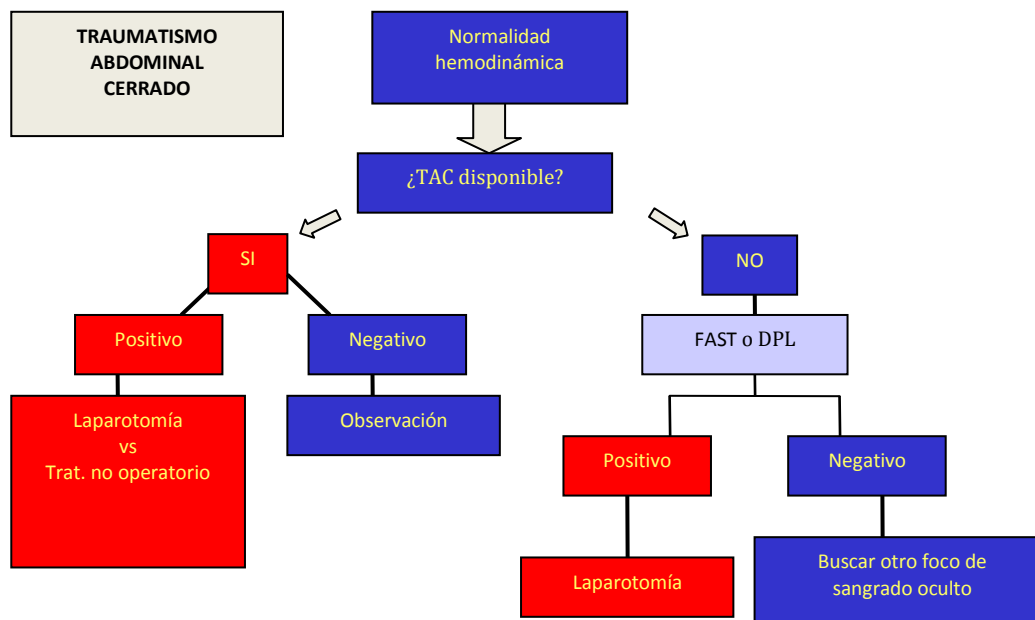 TRAUMATISMO
ABDOMINAL
CERRADO
Normalidad
hemodinámica
¿TAC disponible?
SI
NO
Positivo
Negativo
FAST o DPL
Laparotomía
vs
Trat. no operatorio
Observación
Positivo
Negativo
Laparotomía
Buscar otro foco de
sangrado oculto